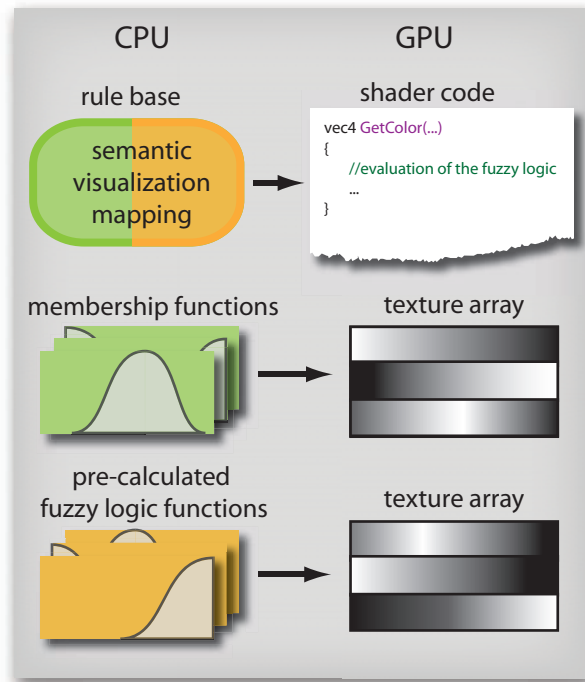 CPU
GPU
rule base
shader code
semantic
visualization
mapping
vec4 GetColor(...)
{
//evaluation of the fuzzy logic
...
}
membership functions
texture array
pre-calculated
fuzzy logic functions
texture array